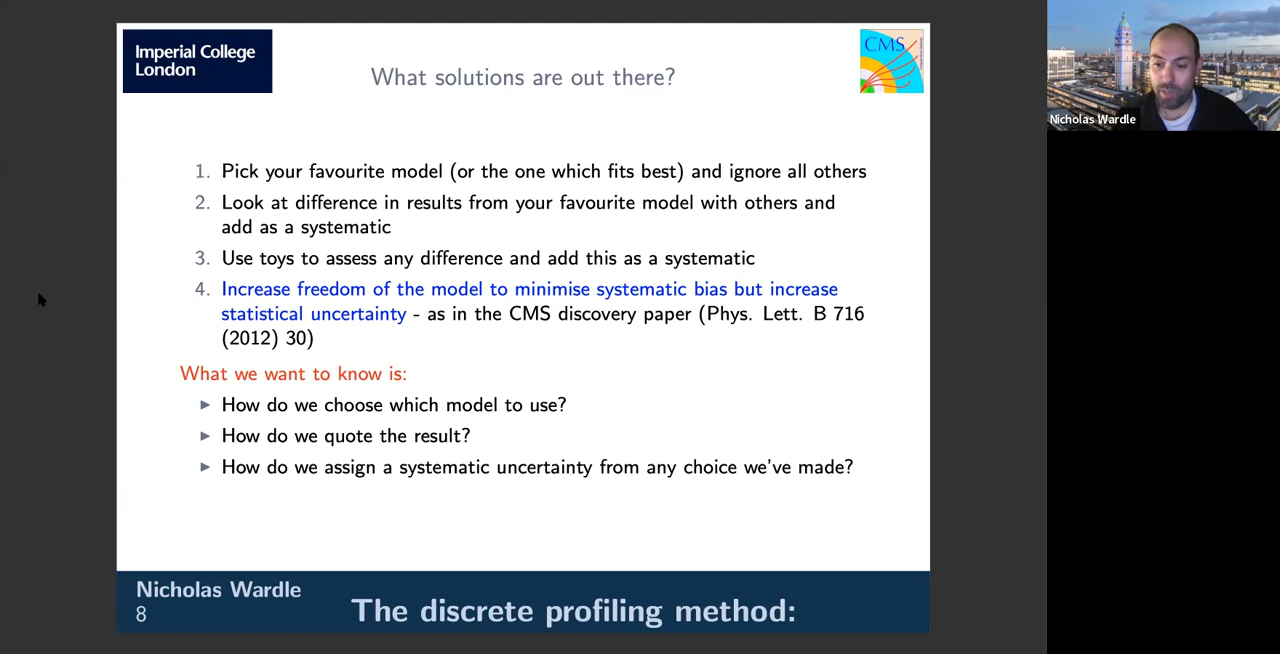 Imperial College
London
What solutions are out there?
CMS
1. Pick your favourite model (or the one which fits best) and ignore all others
2. Look at difference in results from your favourite model with others and
add as a systematic
3. Use toys to assess any difference and add this as a systematic
4. Increase freedom of the model to minimise systematic bias but increase
statistical uncertainty - as in the CMS discovery paper (Phys. Lett. B 716
(2012) 30)
What we want to know is:
► How do we choose which model to use?
► How do we quote the result?
► How do we assign a systematic uncertainty from any choice we've made?
Nicholas Wardle
8
The discrete profiling method:
Nicholas Wardle